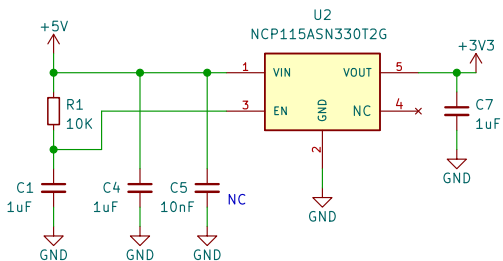 U2
NCP115ASN330T2G
+5V
+3V3
1
VIN
VOUT
5
R1
10K
3
EN
GND
NC
4
C7
1uF
2
C1
1uF
C4
1uF
C5
10nF
NC
GND
GND
GND
GND
GND